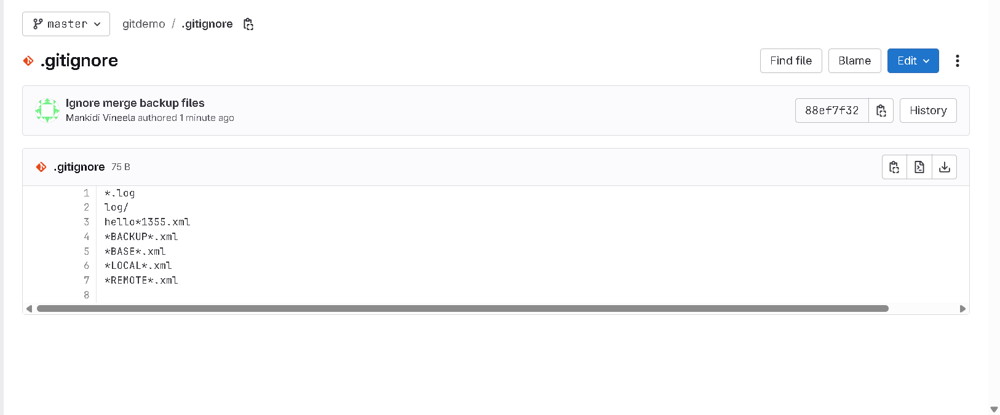 master gitdemo / .gitignore
.gitignore Find file Blame Edit
Ignore merge backup files
Mankidi Vineela authored 1 minute ago
88ef7f32 History
.gitignore 75 B
1 *.log
2 log/
3 hello*1355.xml
4 *BACKUP*.xml
5 *BASE*.xml
6 *LOCAL*.xml
7 *REMOTE*.xml
8